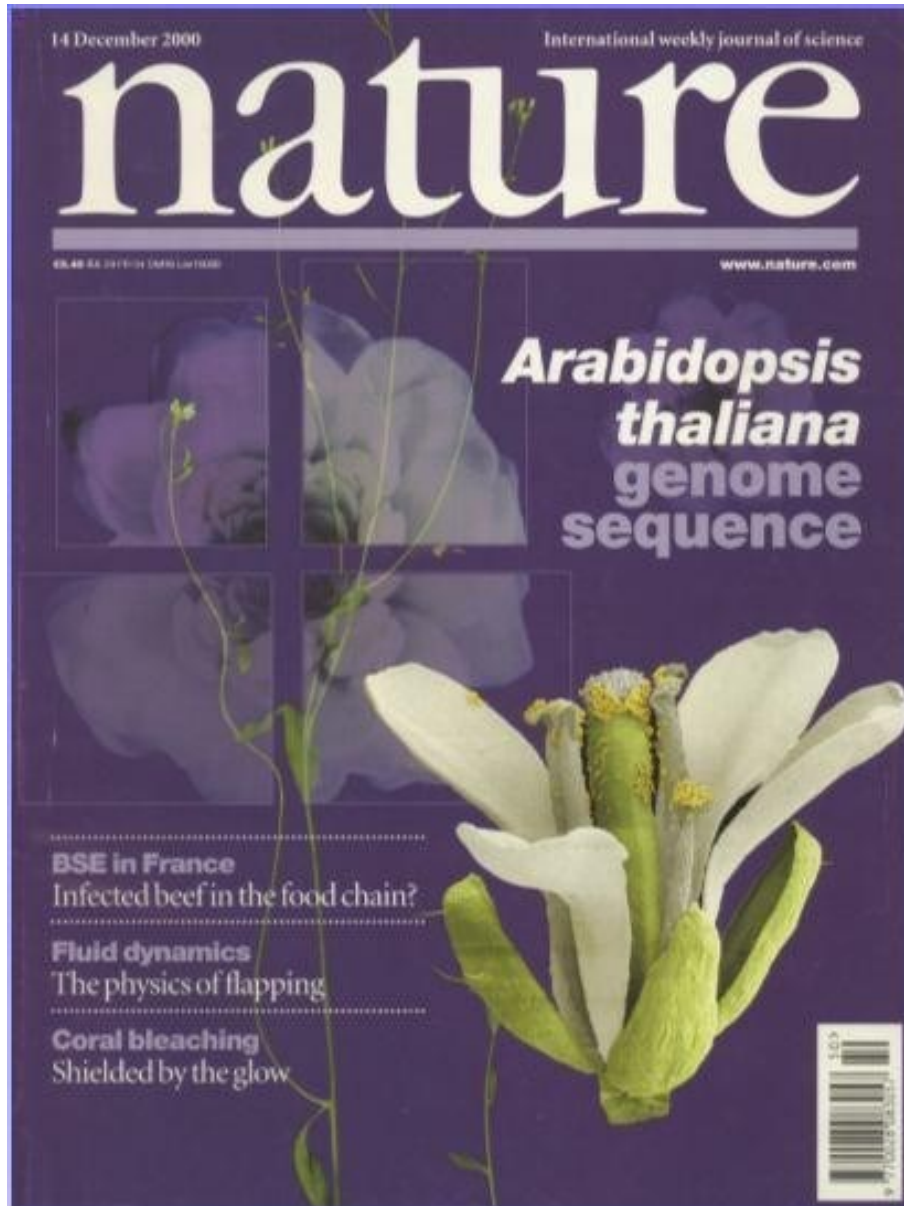 14 December 2000
International weekly journal of science
nature
www.nature.com
Arabidopsis
thaliana
genome
sequence
BSE in France
Infected beef in the food chain?
Fluid dynamics
The physics of flapping
Coral bleaching
Shielded by the glow
50>